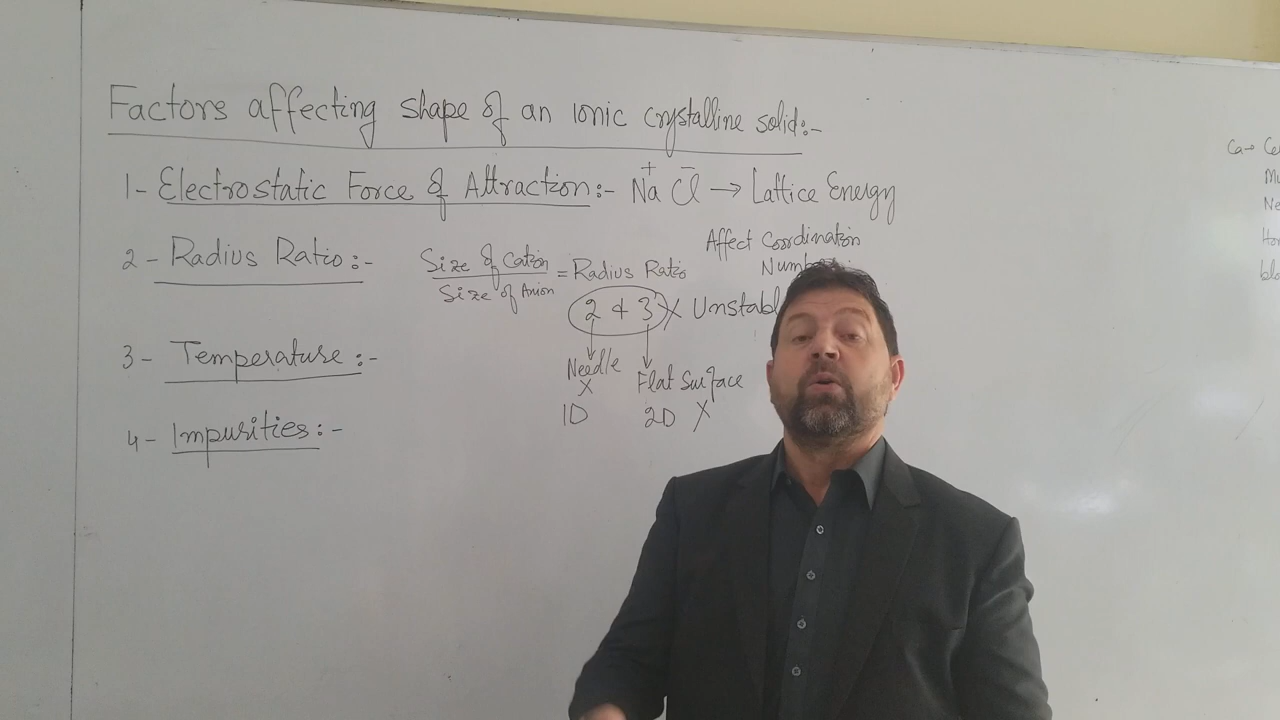 Factors affecting shape of an ionic crystalline solid:-
1- Electrostatic Force of Attraction:- Na+ Cl- → Lattice Energy
2- Radius Ratio:- Size of Cation / Size of Anion = Radius Ratio
Affect Coordination
2 & 3 X
Needle X 1D
Flat Surface 2D X
3- Temperature:-
4- Impurities:-
Ca→